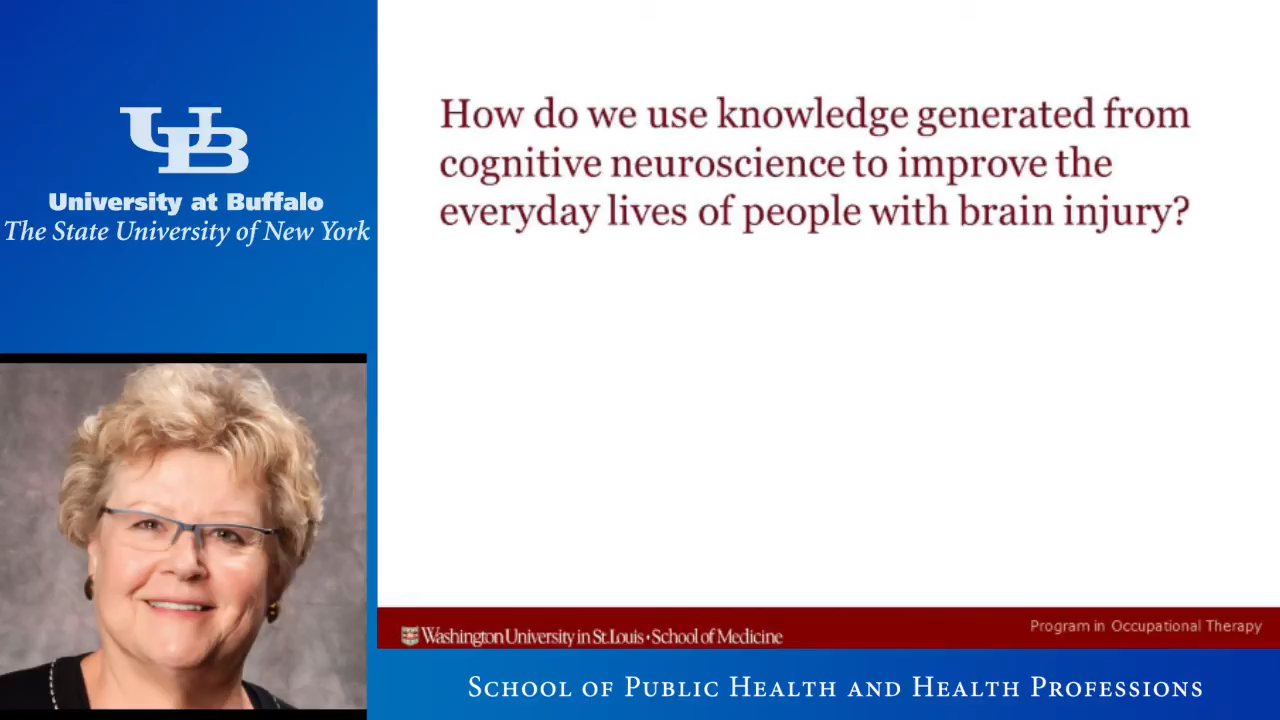 UB
University at Buffalo
The State University of New York
How do we use knowledge generated from
cognitive neuroscience to improve the
everyday lives of people with brain injury?
Washington University in St. Louis • School of Medicine
Program in Occupational Therapy
School of Public Health and Health Professions